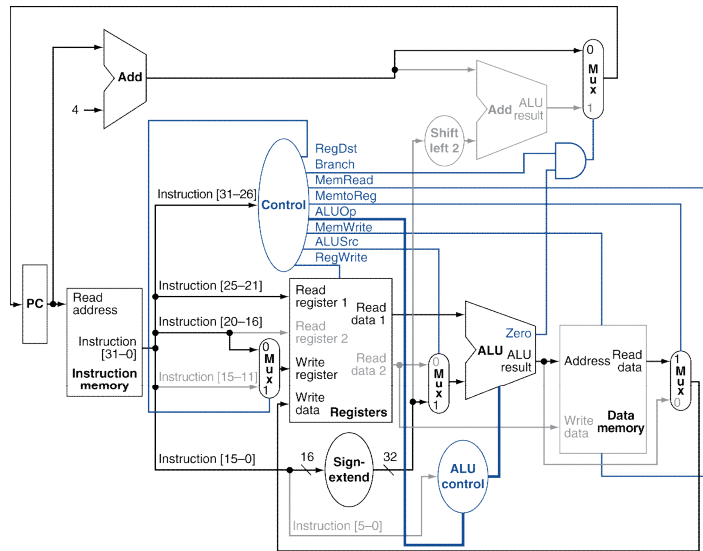 0
M
u
x
1
Add
4
Add
ALU
result
Shift
left 2
RegDst
Branch
MemRead
MemtoReg
ALUOp
MemWrite
ALUSrc
RegWrite
Control
Instruction [31–26]
Instruction [25–21]
Instruction [20–16]
Instruction [15–11]
Instruction [15–0]
Instruction [5–0]
PC
Read
address
Instruction
[31–0]
Instruction
memory
0
M
u
x
1
Read
register 1
Read
register 2
Write
register
Write
data
Read
data 1
Read
data 2
Registers
0
M
u
x
1
Zero
ALU
ALU
result
Address
Read
data
Write
data
Data
memory
1
M
u
x
0
16
Sign-
extend
32
ALU
control